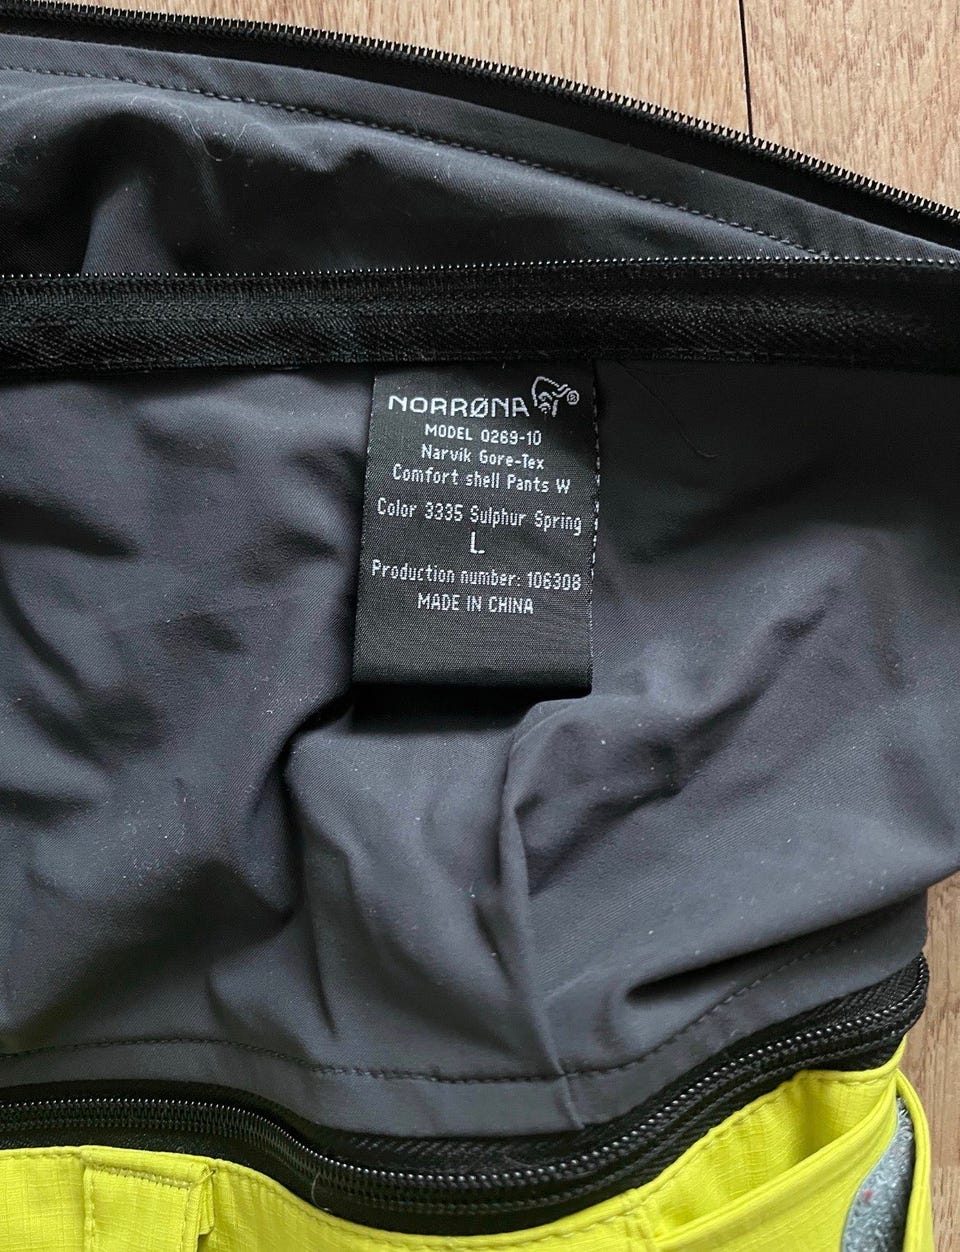 NORRØNA ®
MODEL 0269-10
Narvik Gore-Tex
Comfort shell Pants W
Color 3335 Sulphur Spring
L
Production number: 106308
MADE IN CHINA